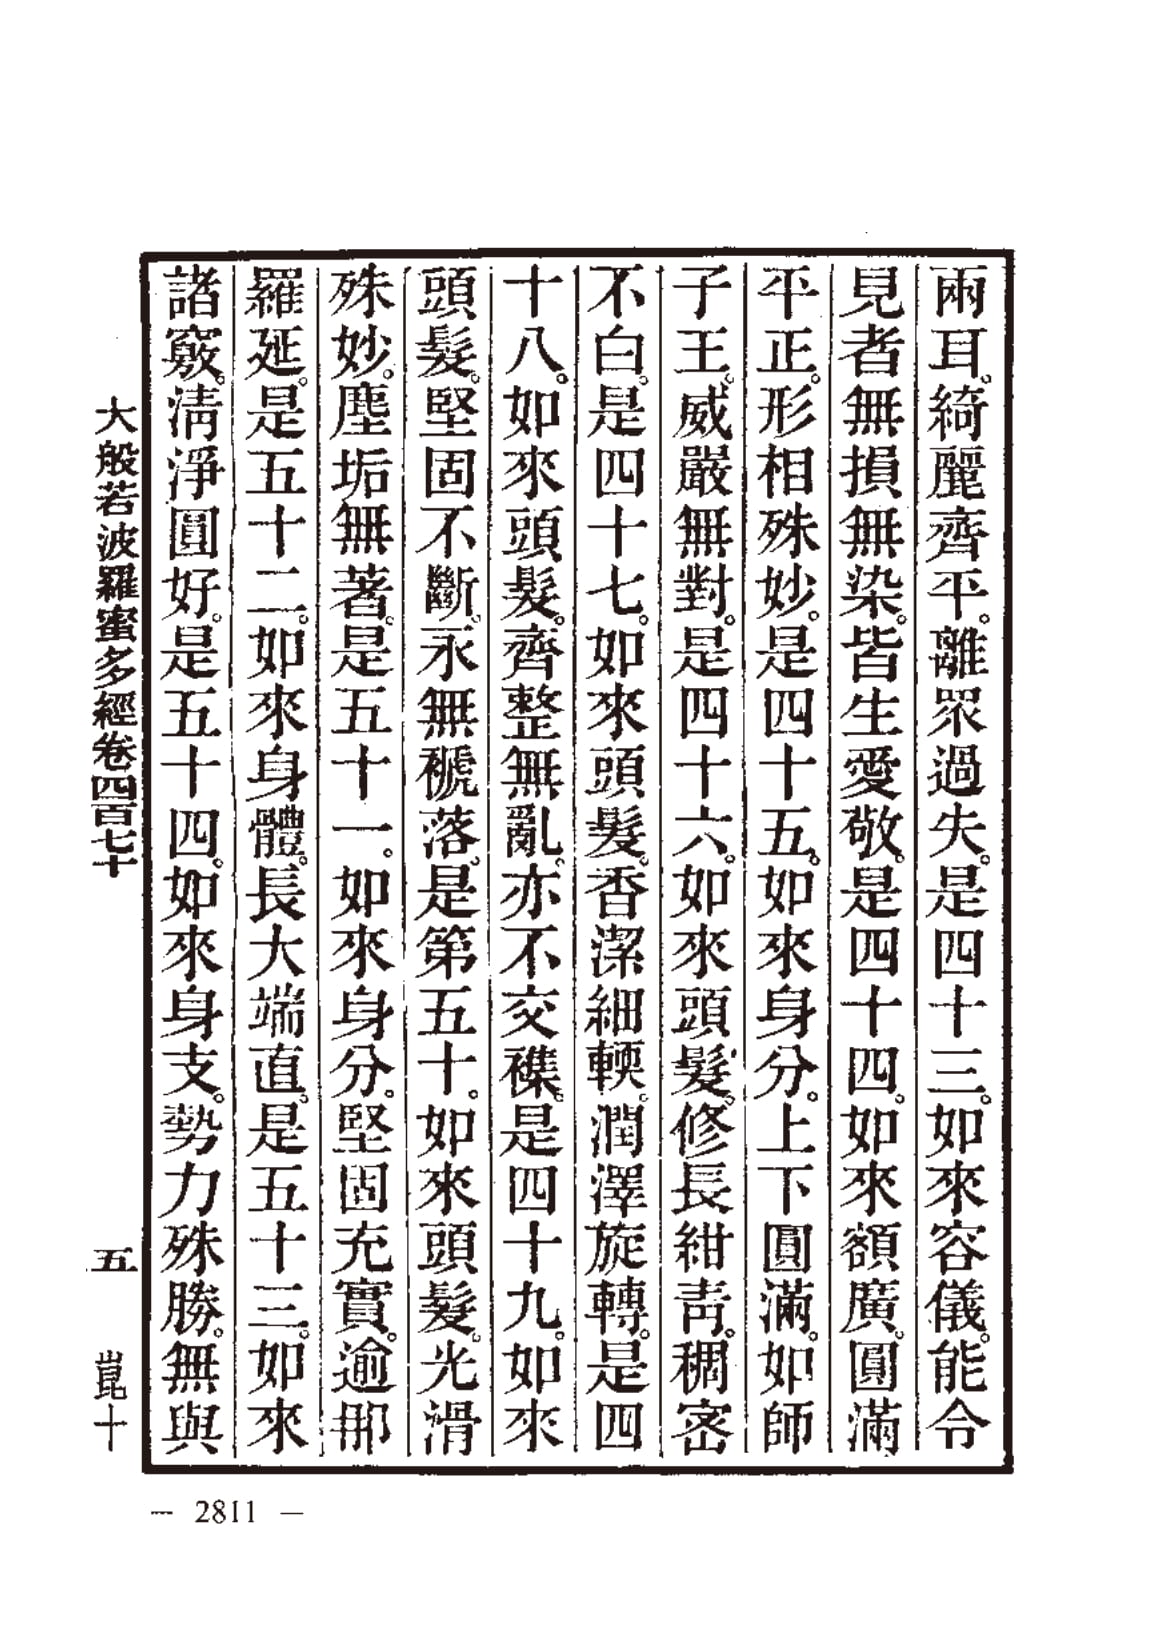 兩耳。綺麗齊平。離眾過失。是四十三。如來容儀。能令
見者無損無染。皆生愛敬。是四十四。如來額廣。圓滿
平正。形相殊妙。是四十五。如來身分。上下圓滿。如師
子王。威嚴無對。是四十六。如來頭髮。修長紺青。稠密
不白。是四十七。如來頭髮。香潔細輭。潤澤旋轉。是四
十八。如來頭髮。齊整無亂。亦不交襍。是四十九。如來
頭髮。堅固不斷。永無褫落。是第五十。如來頭髮。光滑
殊妙。塵垢無著。是五十一。如來身分。堅固充實。逾那
羅延。是五十二。如來身體。長大端直。是五十三。如來
諸竅。清淨圓好。是五十四。如來身支。勢力殊勝。無與
大般若波羅蜜多經卷四百七十 五 崑十
— 2811 —